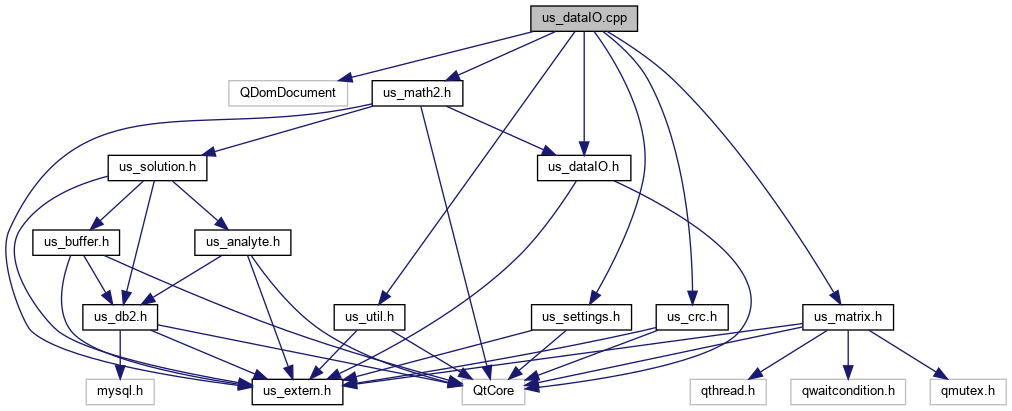 us_dataIO.cpp
QDomDocument
us_math2.h
us_solution.h
us_dataIO.h
us_buffer.h
us_analyte.h
us_db2.h
us_util.h
us_settings.h
us_crc.h
us_matrix.h
mysql.h
us_extern.h
QtCore
qthread.h
qwaitcondition.h
qmutex.h